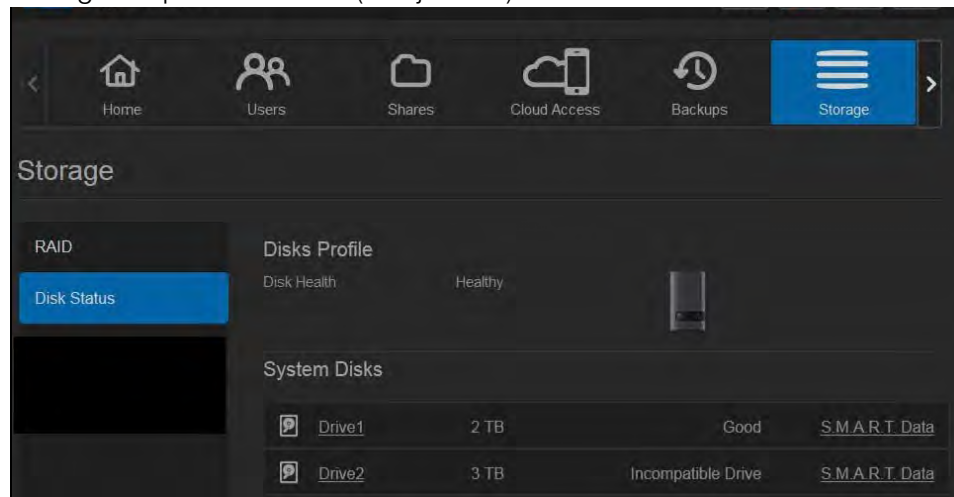 Home Users Shares Cloud Access Backups Storage
Storage
RAID
Disk Status
Disks Profile
Disk Health Healthy
System Disks
Drive1 2 TB Good S.M.A.R.T. Data
Drive2 3 TB Incompatible Drive S.M.A.R.T. Data